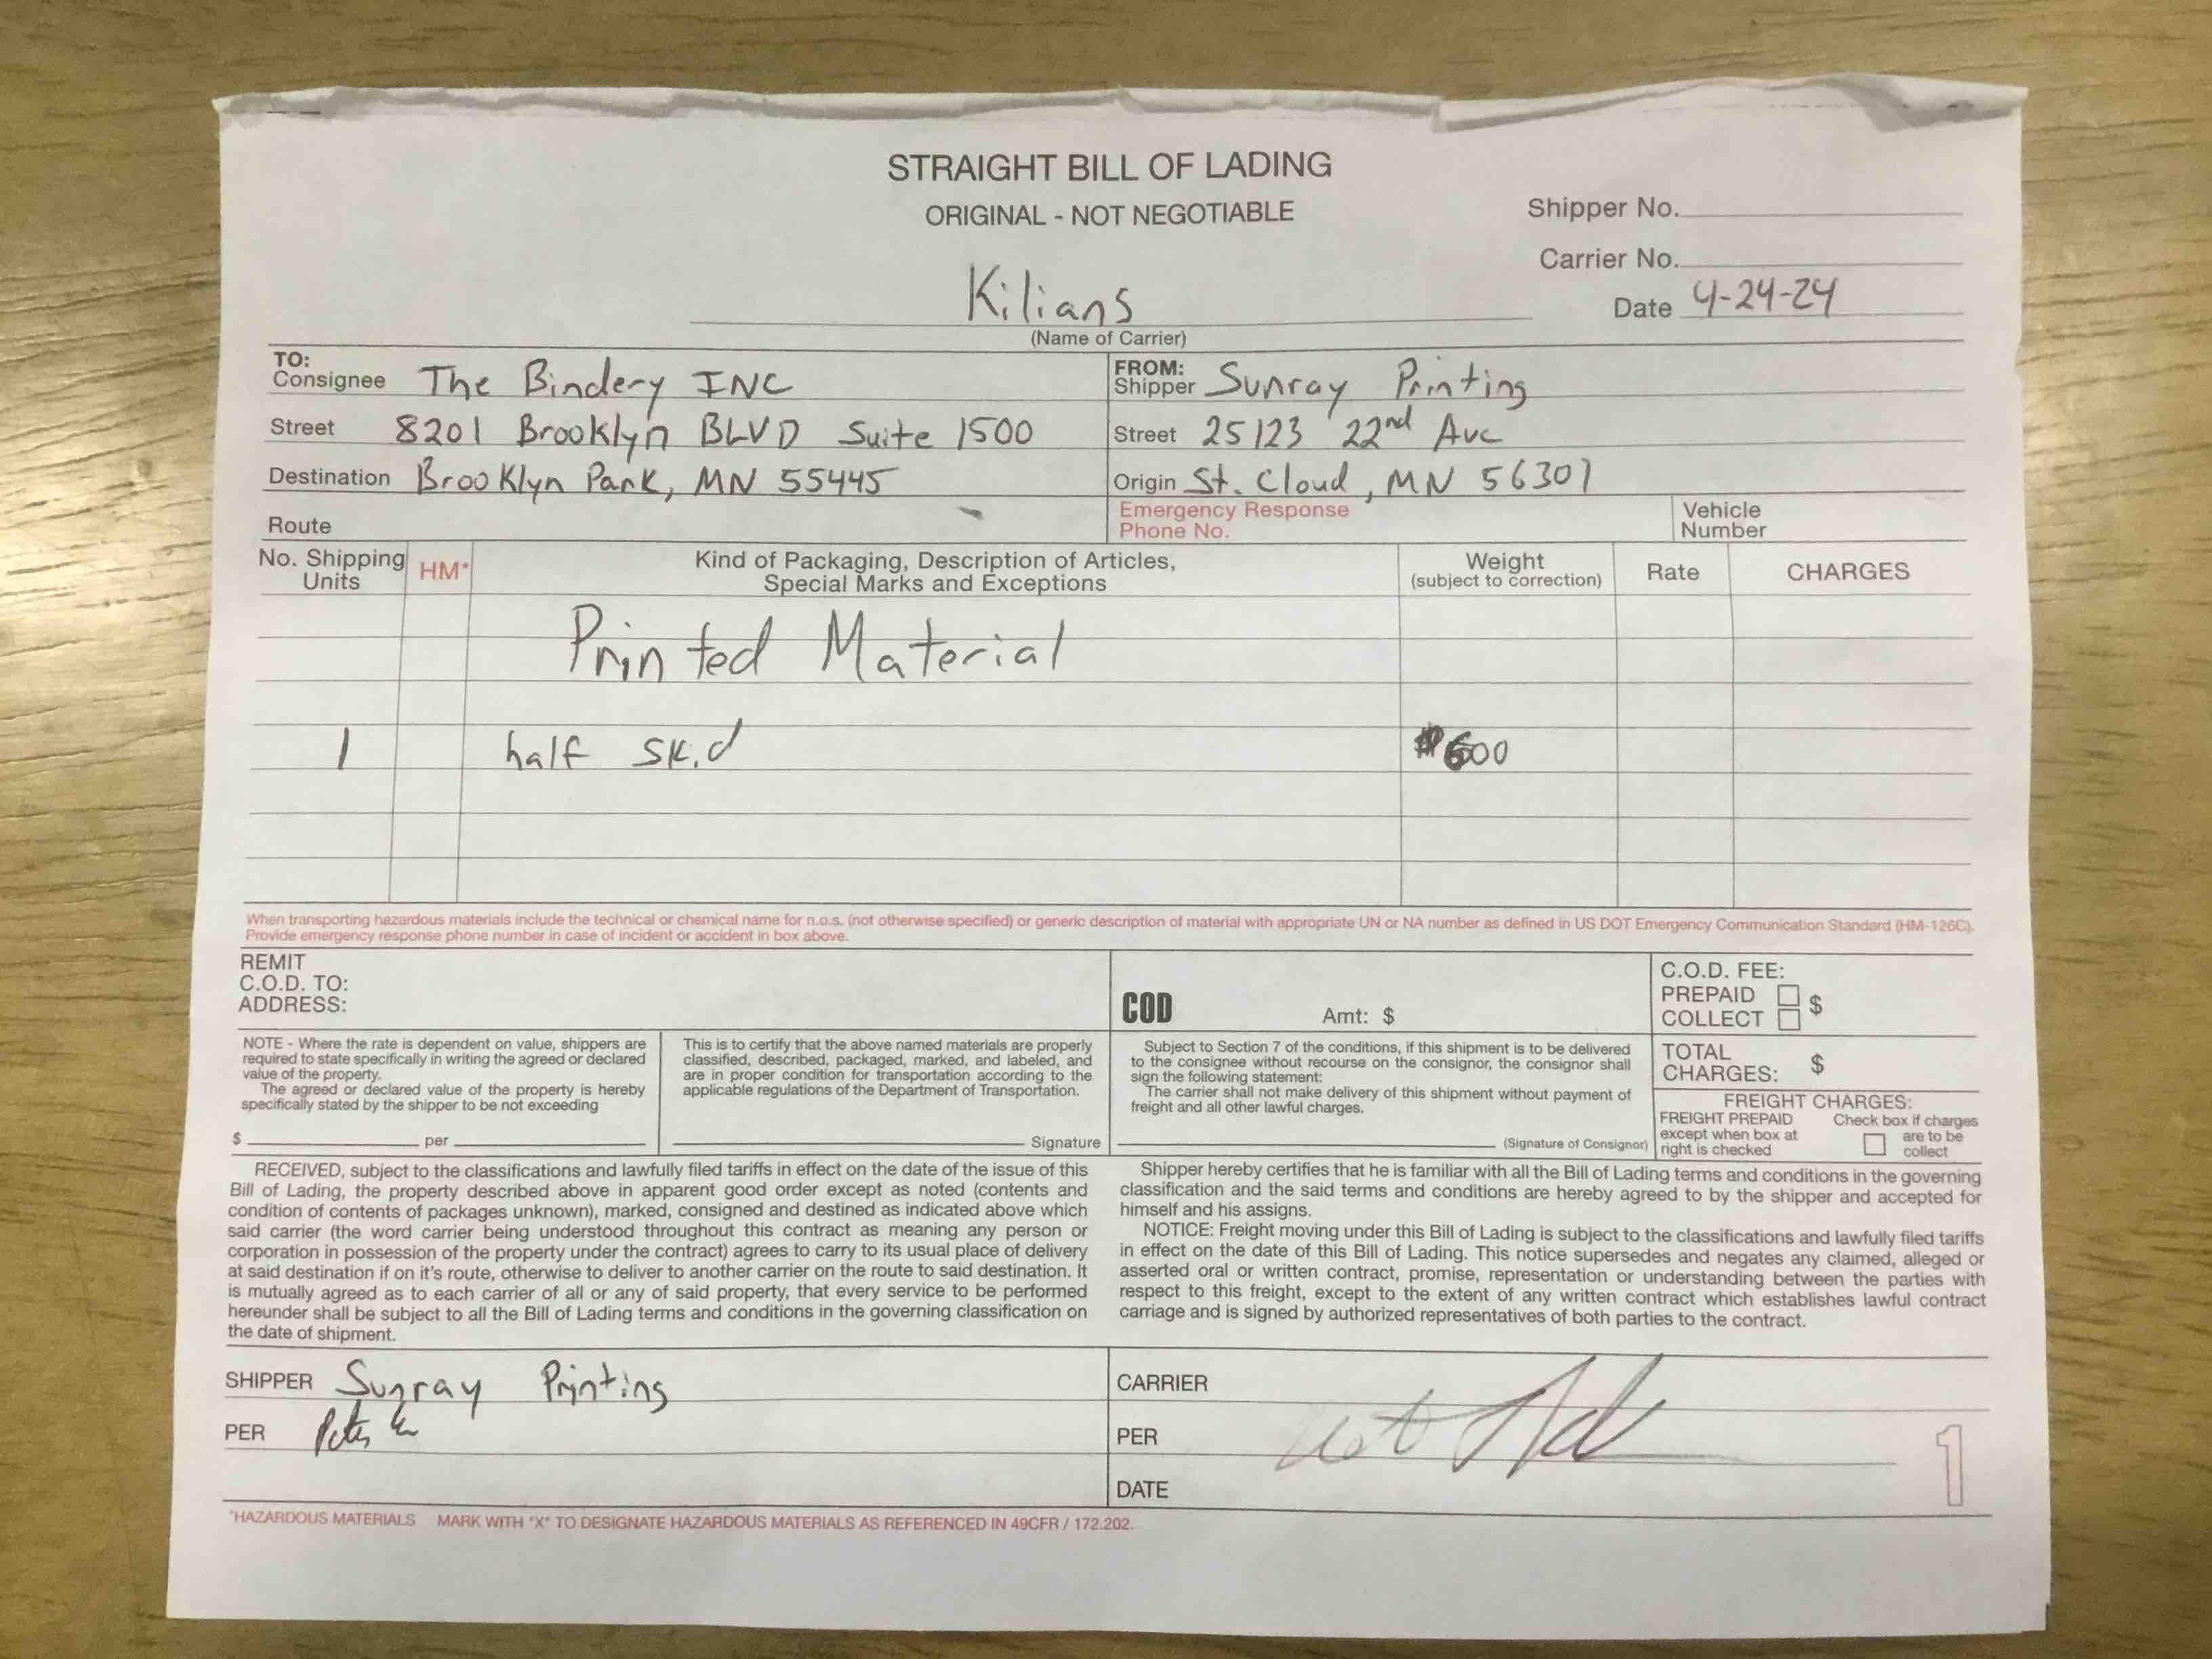 STRAIGHT BILL OF LADING
ORIGINAL - NOT NEGOTIABLE
Shipper No.
Carrier No.
Date 4-24-24
Kilians
(Name of Carrier)
TO:
Consignee The Bindery INC
Street 8201 Brooklyn BLVD Suite 1500
Destination Brooklyn Park, MN 55445
Route
FROM:
Shipper Sunray Printing
Street 25123 22nd Ave
Origin St. Cloud, MN 56301
Emergency Response
Phone No.
Vehicle
Number
No. Shipping
Units
HM*
Kind of Packaging, Description of Articles,
Special Marks and Exceptions
Weight
(subject to correction)
Rate
CHARGES
Printed Material
1 half skid #600
When transporting hazardous materials include the technical or chemical name for n.o.s. (not otherwise specified) or generic description of material with appropriate UN or NA number as defined in US DOT Emergency Communication Standard (HM-126C).
Provide emergency response phone number in case of incident or accident in box above.
REMIT
C.O.D. TO:
ADDRESS:
COD
Amt: $
C.O.D. FEE:
PREPAID $
COLLECT
NOTE - Where the rate is dependent on value, shippers are
required to state specifically in writing the agreed or declared
value of the property.
The agreed or declared value of the property is hereby
specifically stated by the shipper to be not exceeding
$ per
This is to certify that the above named materials are properly
classified, described, packaged, marked, and labeled, and
are in proper condition for transportation according to the
applicable regulations of the Department of Transportation.
Signature
Subject to Section 7 of the conditions, if this shipment is to be delivered
to the consignee without recourse on the consignor, the consignor shall
sign the following statement:
The carrier shall not make delivery of this shipment without payment of
freight and all other lawful charges.
(Signature of Consignor)
TOTAL
CHARGES: $
FREIGHT CHARGES:
FREIGHT PREPAID
except when box at
right is checked
Check box if charges
are to be
collect
RECEIVED, subject to the classifications and lawfully filed tariffs in effect on the date of the issue of this
Bill of Lading, the property described above in apparent good order except as noted (contents and
condition of contents of packages unknown), marked, consigned and destined as indicated above which
said carrier (the word carrier being understood throughout this contract as meaning any person or
corporation in possession of the property under the contract) agrees to carry to its usual place of delivery
at said destination if on it's route, otherwise to deliver to another carrier on the route to said destination. It
is mutually agreed as to each carrier of all or any of said property, that every service to be performed
hereunder shall be subject to all the Bill of Lading terms and conditions in the governing classification on
the date of shipment.
Shipper hereby certifies that he is familiar with all the Bill of Lading terms and conditions in the governing
classification and the said terms and conditions are hereby agreed to by the shipper and accepted for
himself and his assigns.
NOTICE: Freight moving under this Bill of Lading is subject to the classifications and lawfully filed tariffs
in effect on the date of this Bill of Lading. This notice supersedes and negates any claimed, alleged or
asserted oral or written contract, promise, representation or understanding between the parties with
respect to this freight, except to the extent of any written contract which establishes lawful contract
carriage and is signed by authorized representatives of both parties to the contract.
SHIPPER Sunray Printing
PER
CARRIER
PER
DATE
1
*HAZARDOUS MATERIALS MARK WITH "X" TO DESIGNATE HAZARDOUS MATERIALS AS REFERENCED IN 49CFR / 172.202.